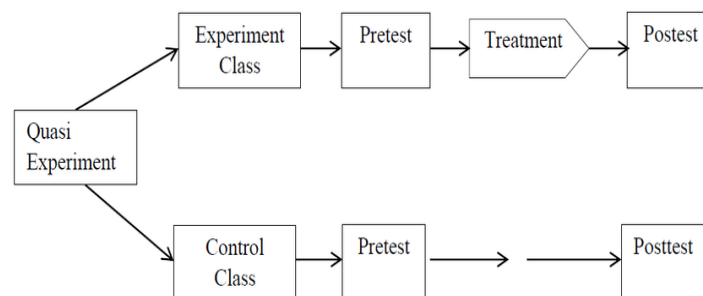 Experiment
Class
Pretest
Treatment
Postest
Quasi
Experiment
Control
Class
Pretest
Posttest